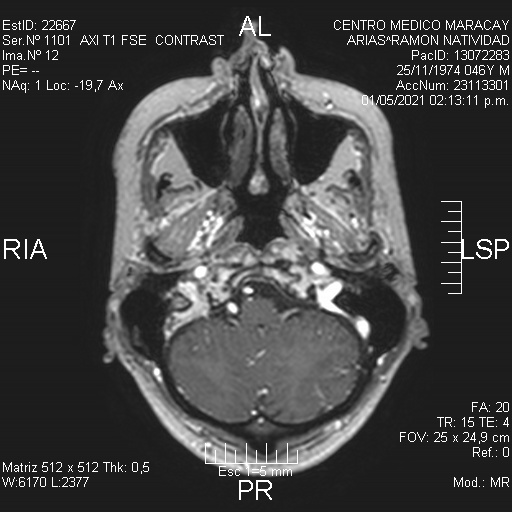 EstID: 22667
Ser.Nº 1101 AXI T1 FSE CONTRAST
Ima.Nº 12
PE= --
NAq: 1 Loc: -19,7 Ax
AL
CENTRO MEDICO MARACAY
ARIAS^RAMON NATIVIDAD
PacID: 13072283
25/11/1974 046Y M
AccNum: 23113301
01/05/2021 02:13:11 p.m.
RIA
LSP
FA: 20
TR: 15 TE: 4
FOV: 25 x 24,9 cm
Ref.: 0
Matriz 512 x 512 Thk: 0,5
W:6170 L:2377
Esc 1=5 mm
PR
Mod.: MR